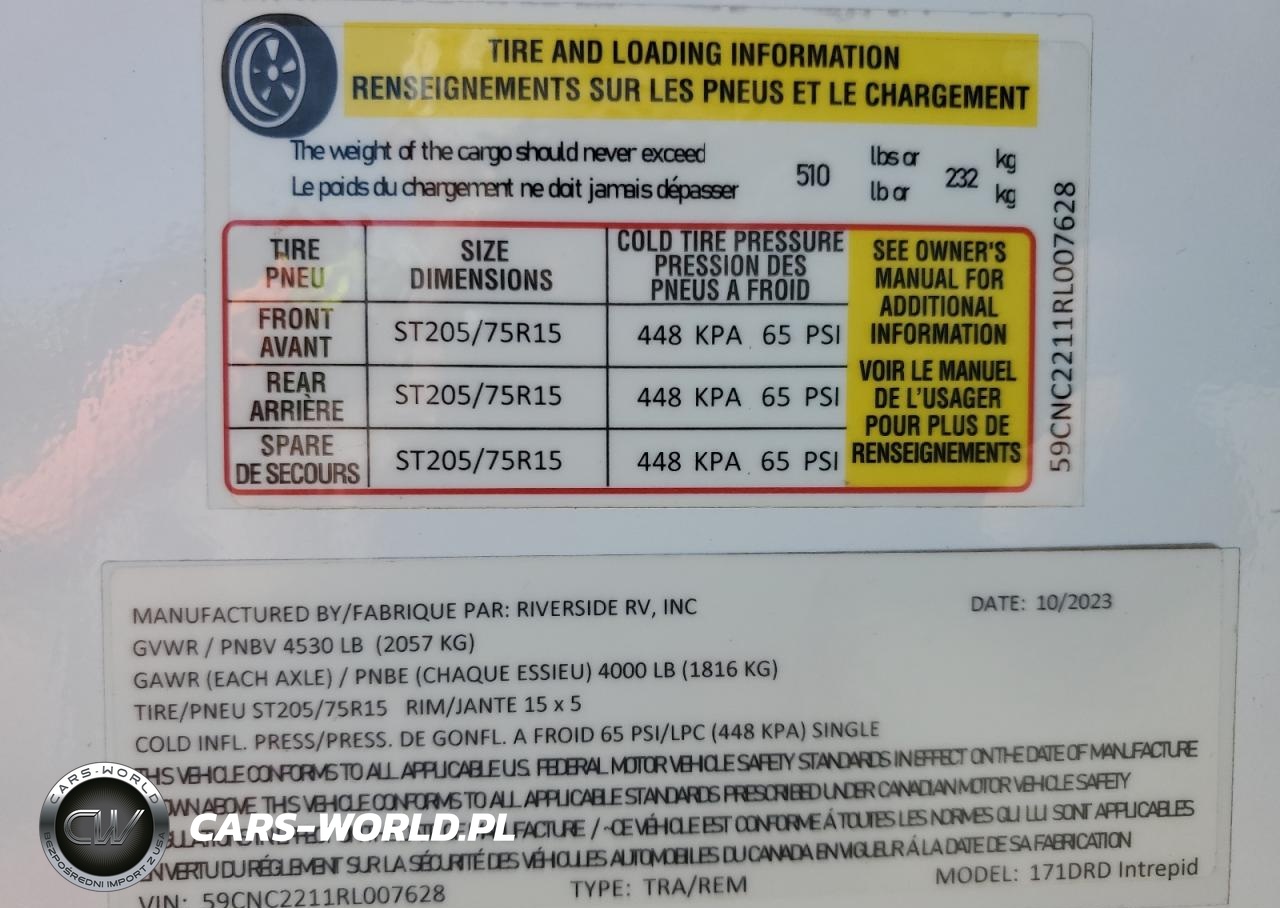 TIRE AND LOADING INFORMATION
RENSEIGNEMENTS SUR LES PNEUS ET LE CHARGEMENT
The weight of the cargo should never exceed 510 lbs or 232 kg
Le poids du chargement ne doit jamais dépasser lb or kg
TIRE PNEU SIZE DIMENSIONS COLD TIRE PRESSURE PRESSION DES PNEUS A FROID
FRONT AVANT ST205/75R15 448 KPA 65 PSI
REAR ARRIÈRE ST205/75R15 448 KPA 65 PSI
SPARE DE SECOURS ST205/75R15 448 KPA 65 PSI
SEE OWNER'S
MANUAL FOR
ADDITIONAL
INFORMATION
VOIR LE MANUEL
DE L'USAGER
POUR PLUS DE
RENSEIGNEMENTS
59CNC2211RL007628
MANUFACTURED BY/FABRIQUE PAR: RIVERSIDE RV, INC DATE: 10/2023
GVWR / PNBV 4530 LB (2057 KG)
GAWR (EACH AXLE) / PNBE (CHAQUE ESSIEU) 4000 LB (1816 KG)
TIRE/PNEU ST205/75R15 RIM/JANTE 15 x 5
COLD INFL. PRESS/PRESS. DE GONFL. A FROID 65 PSI/LPC (448 KPA) SINGLE
THIS VEHICLE CONFORMS TO ALL APPLICABLE U.S. FEDERAL MOTOR VEHICLE SAFETY STANDARDS IN EFFECT ON THE DATE OF MANUFACTURE
ABOVE. THIS VEHICLE CONFORMS TO ALL APPLICABLE STANDARDS PRESCRIBED UNDER CANADIAN MOTOR VEHICLE SAFETY
/ ~CE VÉHICLE EST CONFORME Á TOUTES LES NORMES QUI LUI SONT APPLICABLES
EN VERTU DU RÉGLEMENT SUR LA SÉCURITÉ DES VÉHICULES AUTOMOBILES DU CANADA EN VIGUEUR Á LA DATE DE SA FABRICATION
VIN: 59CNC2211RL007628 TYPE: TRA/REM MODEL: 171DRD Intrepid
CARS-WORLD
CW
BEZPOŚREDNI IMPORT Z USA
CARS-WORLD.PL